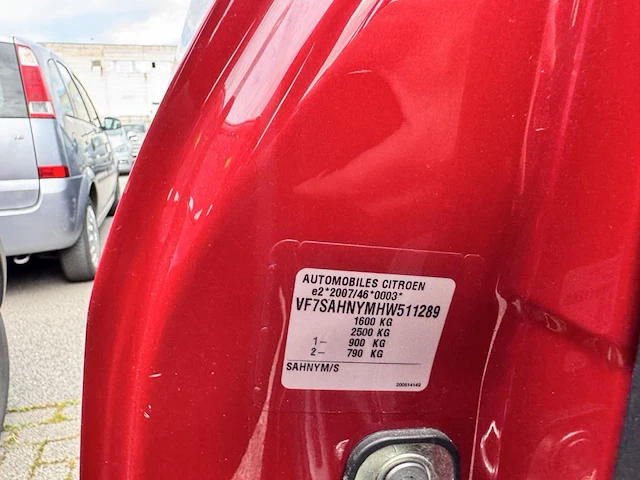 AUTOMOBILES CITROEN
e2*2007/46*0003*
VF7SAHNYMHW511289
1600 KG
2500 KG
1- 900 KG
2- 790 KG
SAHNYM/S
200514149